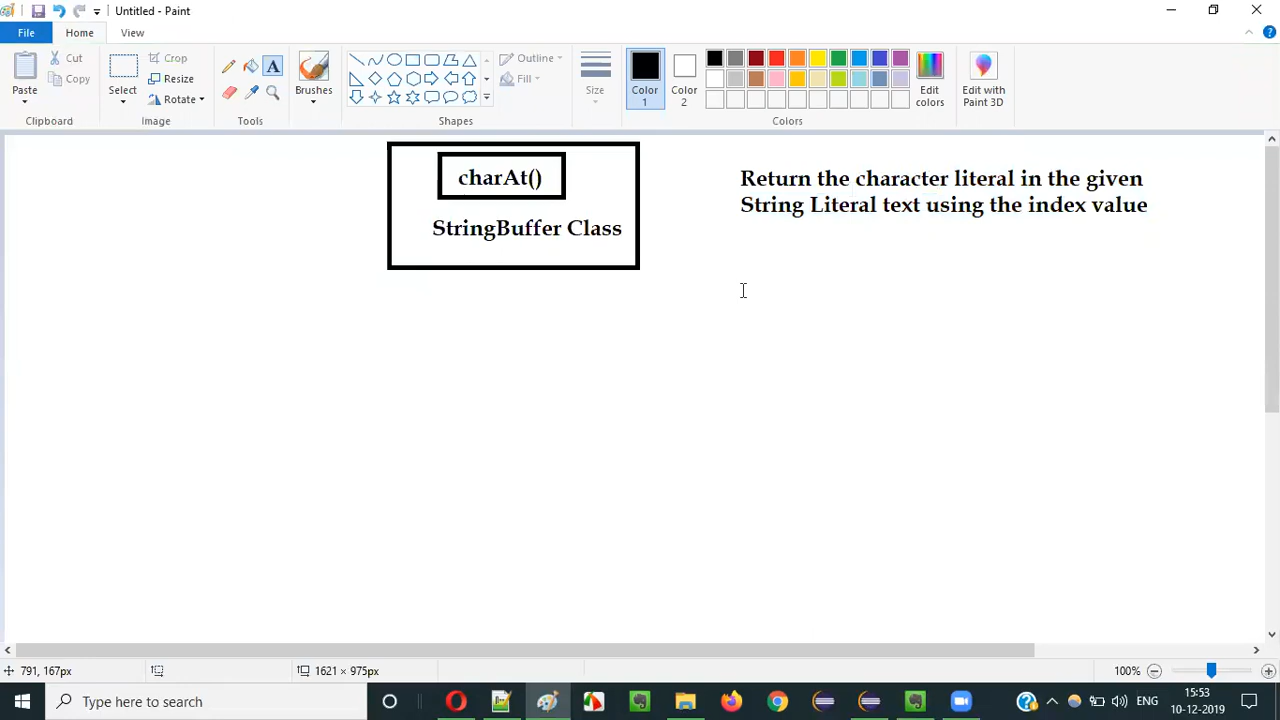 Untitled - Paint
File
Home
View
Paste
Cut
Copy
Clipboard
Select
Crop
Resize
Rotate
Image
A
Tools
Brushes
Outline
Fill
Shapes
Size
Color 1
Color 2
Edit colors
Edit with Paint 3D
Colors
charAt()
StringBuffer Class
Return the character literal in the given
String Literal text using the index value
791, 167px
1621 × 975px
100%
Type here to search
ENG
15:53
10-12-2019